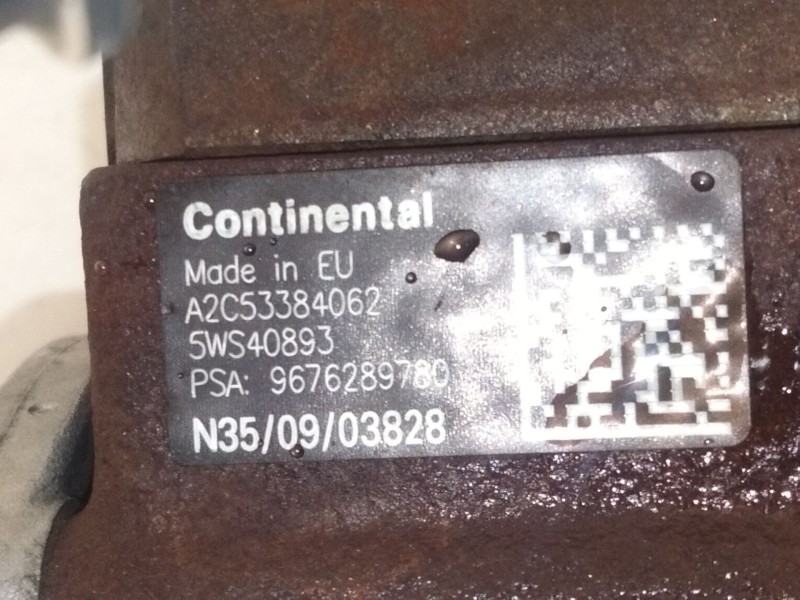 Continental
Made in EU
A2C53384062
5WS40893
PSA: 9676289780
N35/09/03828